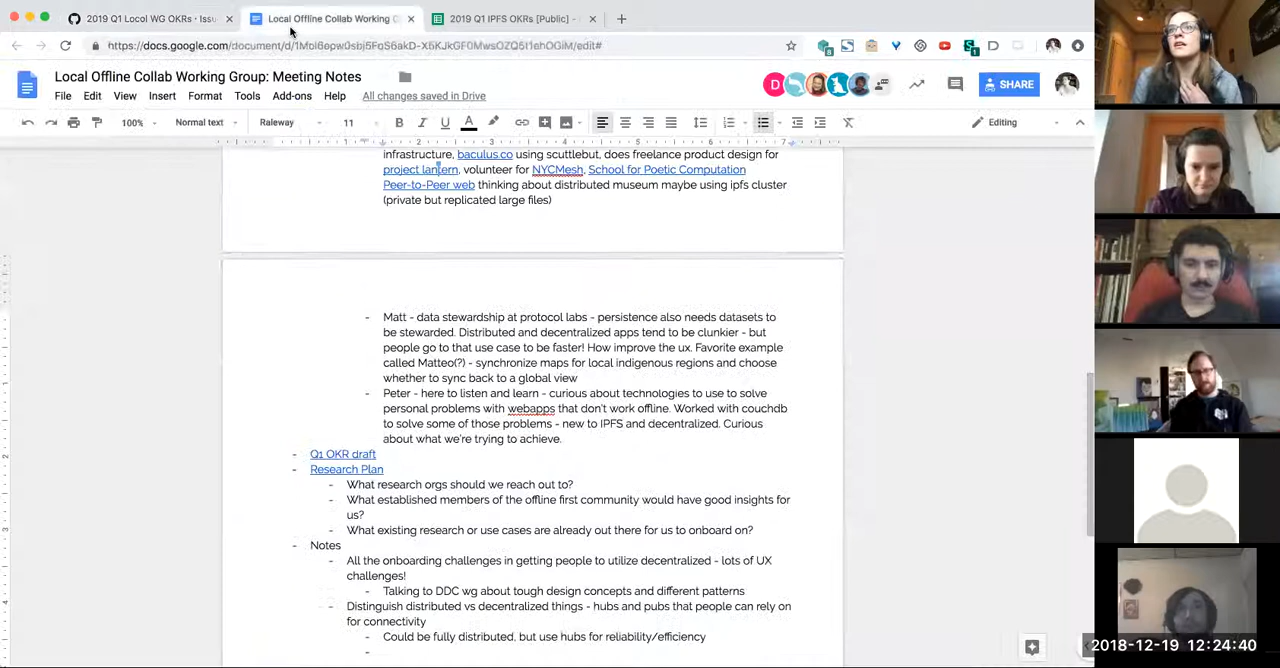 2019 Q1 Locol WG OKRs · Issu
Local Offline Collab Working G
2019 Q1 IPFS OKRs [Public] -
Local Offline Collab Working Group: Meeting Notes
File Edit View Insert Format Tools Add-ons Help All changes saved in Drive
D
SHARE
100% Normal text Raleway 11 B I U A Editing
1 2 3 4 5 6 7
infrastructure, baculus.co using scuttlebut, does freelance product design for
project lantern, volunteer for NYCMesh, School for Poetic Computation
Peer-to-Peer web thinking about distributed museum maybe using ipfs cluster
(private but replicated large files)
- Matt - data stewardship at protocol labs - persistence also needs datasets to
be stewarded. Distributed and decentralized apps tend to be clunkier - but
people go to that use case to be faster! How improve the ux. Favorite example
called Matteo(?) - synchronize maps for local indigenous regions and choose
whether to sync back to a global view
- Peter - here to listen and learn - curious about technologies to use to solve
personal problems with webapps that don't work offline. Worked with couchdb
to solve some of those problems - new to IPFS and decentralized. Curious
about what we're trying to achieve.
- Q1 OKR draft
- Research Plan
- What research orgs should we reach out to?
- What established members of the offline first community would have good insights for
us?
- What existing research or use cases are already out there for us to onboard on?
- Notes
- All the onboarding challenges in getting people to utilize decentralized - lots of UX
challenges!
- Talking to DDC wg about tough design concepts and different patterns
- Distinguish distributed vs decentralized things - hubs and pubs that people can rely on
for connectivity
- Could be fully distributed, but use hubs for reliability/efficiency
-
2018-12-19 12:24:40